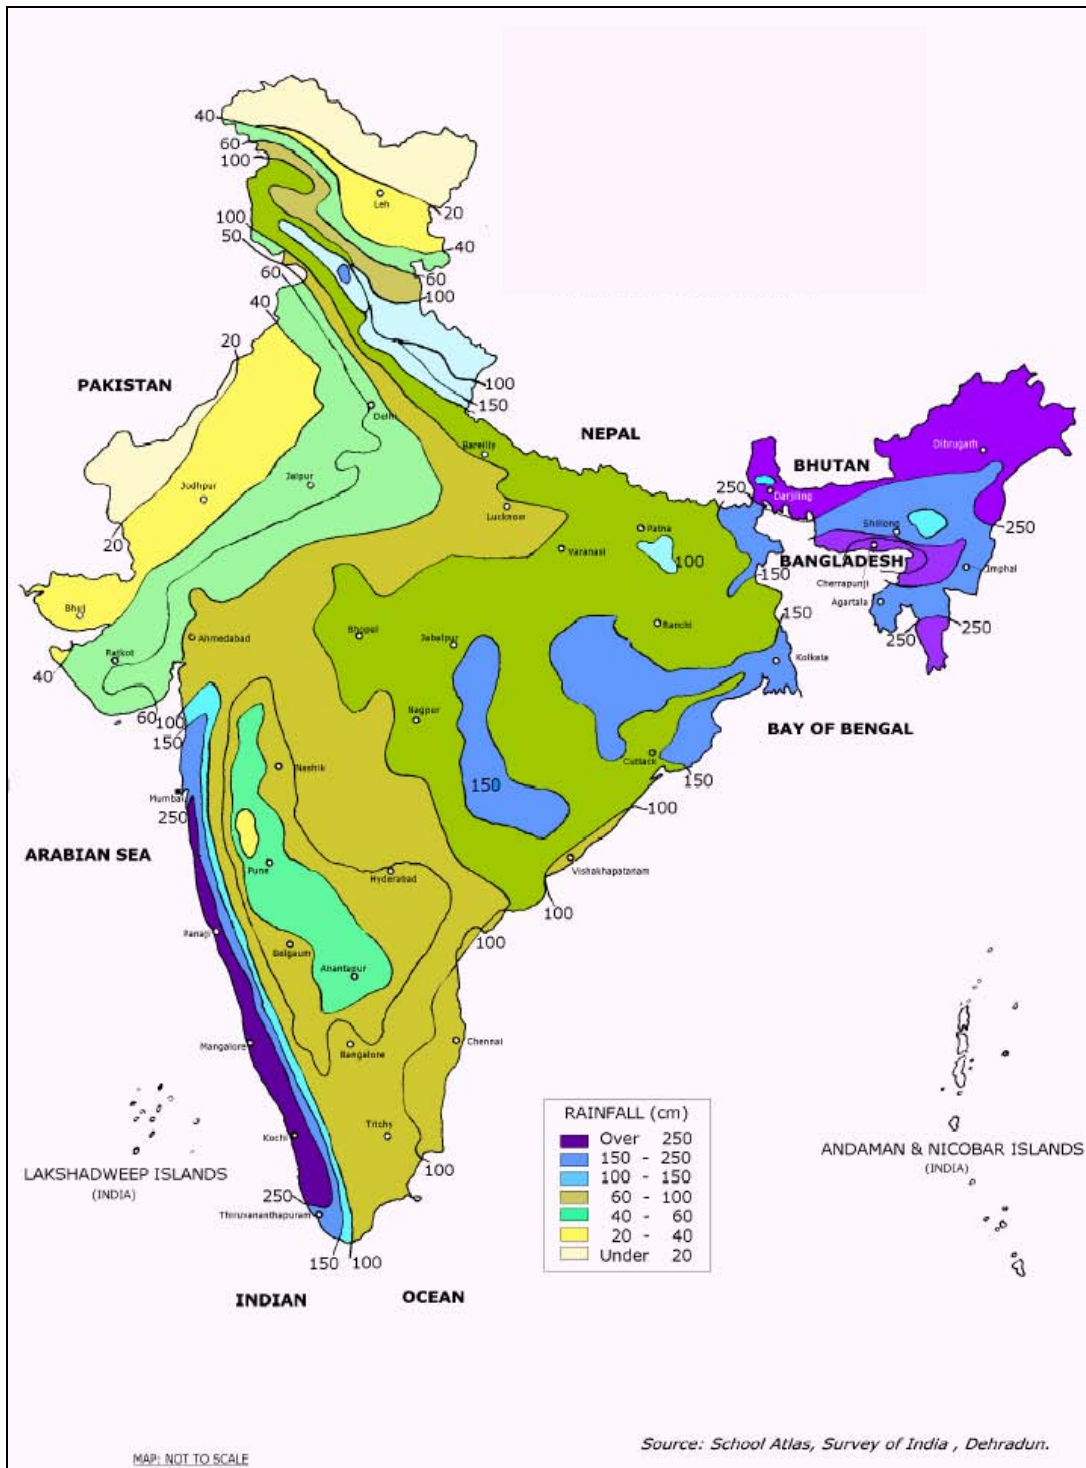 40
60
100
Leh
20
100
50
40
60
60
100
40
20
PAKISTAN
100
150
Delhi
NEPAL
Bareilly
Dibrugarh
BHUTAN
250
Darjiling
Jaipur
Jodhpur
Lucknow
Shillong
250
Patna
20
Varanasi
100
BANGLADESH
Imphal
150
Cherrapunji
Agartala
Bhuj
150
Ranchi
250
250
Ahmedabad
Bhopal
Jabalpur
Kolkata
Ratkot
40
60
100
Nagpur
BAY OF BENGAL
150
Cuttack
Nashik
150
150
Mumbai
250
100
ARABIAN SEA
Pune
Hyderabad
Vishakhapatanam
100
Panaji
100
Belgaum
Anantapur
Mangalore
Bangalore
Chennai
RAINFALL (cm)
Over 250
150 - 250
100 - 150
60 - 100
40 - 60
20 - 40
Under 20
Kochi
Trichy
100
ANDAMAN & NICOBAR ISLANDS
(INDIA)
LAKSHADWEEP ISLANDS
(INDIA)
250
Thiruvananthapuram
150
100
INDIAN OCEAN
Source: School Atlas, Survey of India , Dehradun.
MAP: NOT TO SCALE